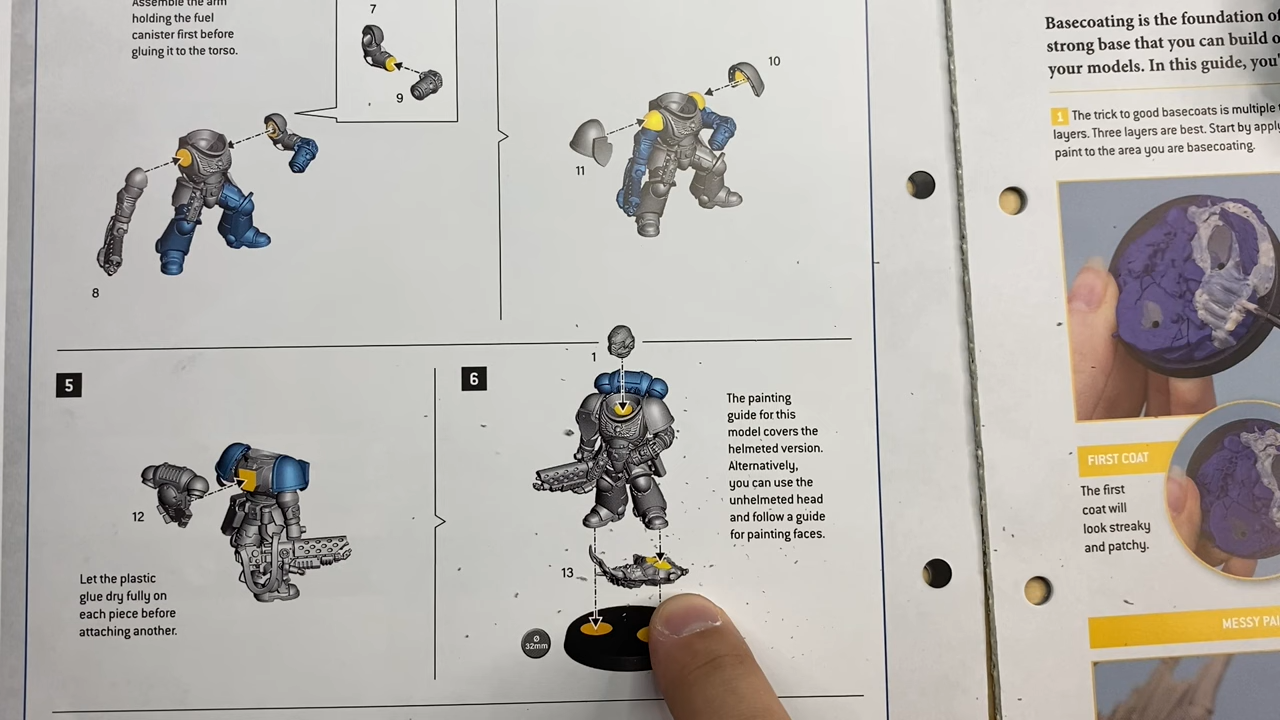 Assemble the arm
holding the fuel
canister first before
gluing it to the torso.
7
9
8
10
11
5
12
Let the plastic
glue dry fully on
each piece before
attaching another.
6
1
13
Ø
32mm
The painting
guide for this
model covers the
helmeted version.
Alternatively,
you can use the
unhelmeted head
and follow a guide
for painting faces.
Basecoating is the foundation of
strong base that you can build
your models. In this guide,
1 The trick to good basecoats is multiple
layers. Three layers are best. Start by
paint to the area you are basecoating.
FIRST COAT
The first
coat will
look streaky
and patchy.
MESSY